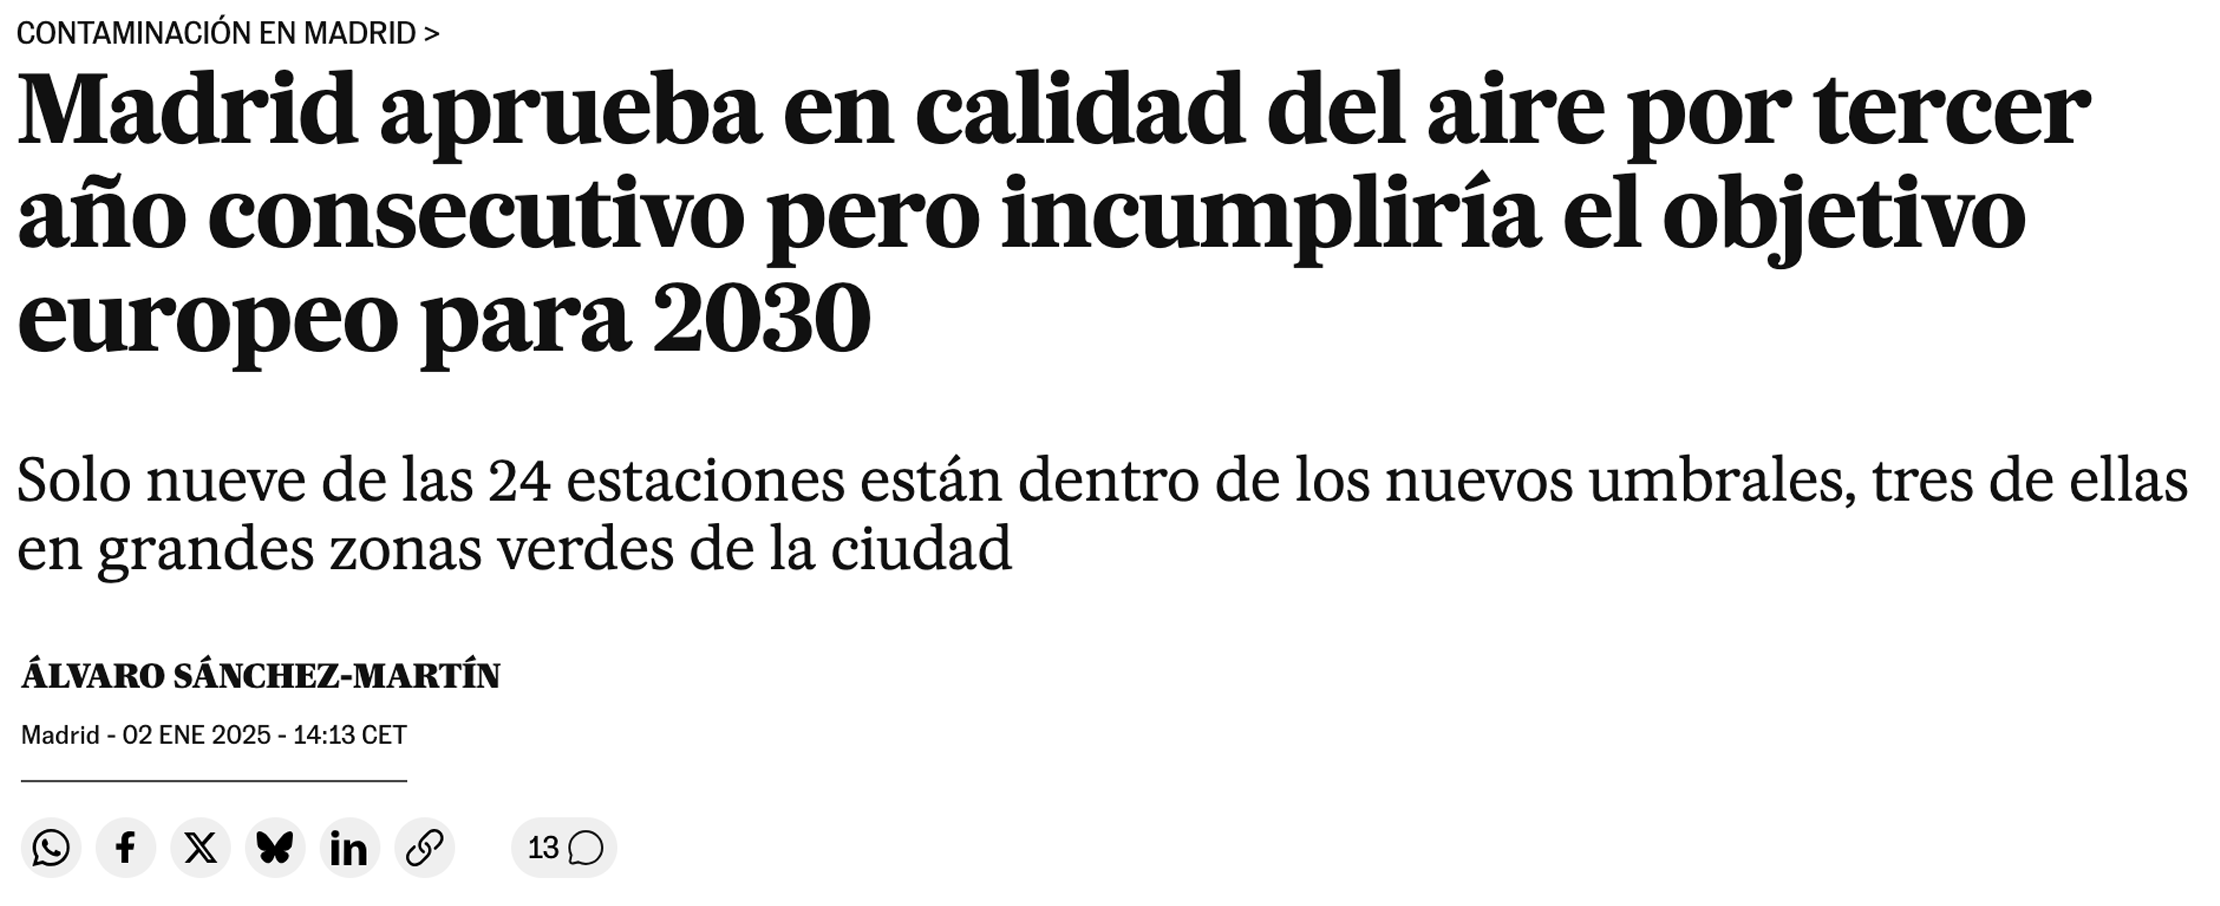 CONTAMINACIÓN EN MADRID >
Madrid aprueba en calidad del aire por tercer
año consecutivo pero incumpliría el objetivo
europeo para 2030
Solo nueve de las 24 estaciones están dentro de los nuevos umbrales, tres de ellas
en grandes zonas verdes de la ciudad
ÁLVARO SÁNCHEZ-MARTÍN
Madrid - 02 ENE 2025 - 14:13 CET
13